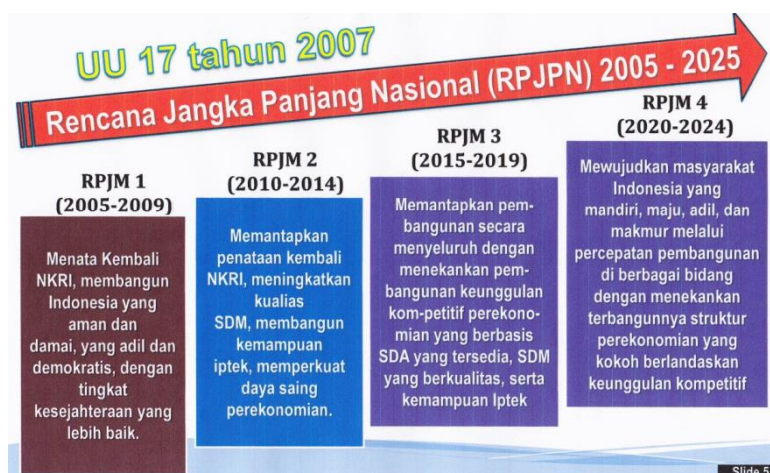 UU 17 tahun 2007
Rencana Jangka Panjang Nasional (RPJPN) 2005 - 2025
RPJM 1
(2005-2009)
Menata Kembali
NKRI, membangun
Indonesia yang
aman dan
damai, yang adil dan
demokratis, dengan
tingkat
kesejahteraan yang
lebih baik.
RPJM 2
(2010-2014)
Memantapkan
penataan kembali
NKRI, meningkatkan
kualias
SDM, membangun
kemampuan
iptek, memperkuat
daya saing
perekonomian.
RPJM 3
(2015-2019)
Memantapkan pem-
bangunan secara
menyeluruh dengan
menekankan pem-
bangunan keunggulan
kom-petitif perekono-
mian yang berbasis
SDA yang tersedia, SDM
yang berkualitas, serta
kemampuan Iptek
RPJM 4
(2020-2024)
Mewujudkan masyarakat
Indonesia yang
mandiri, maju, adil, dan
makmur melalui
percepatan pembangunan
di berbagai bidang
dengan menekankan
terbangunnya struktur
perekonomian yang
kokoh berlandaskan
keunggulan kompetitif
Slide 5